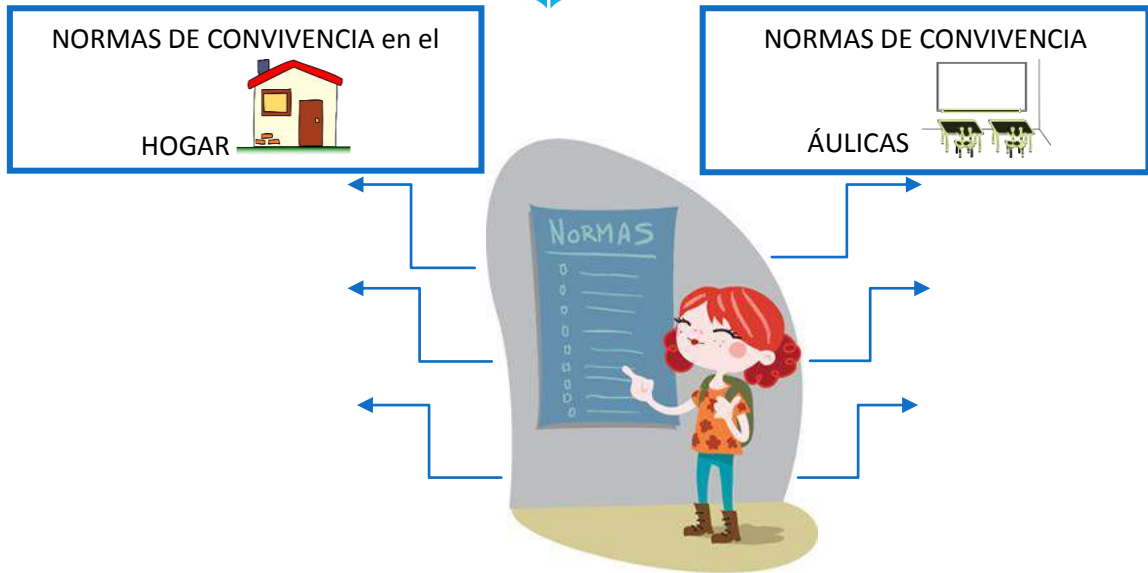 NORMAS DE CONVIVENCIA en el
HOGAR
NORMAS DE CONVIVENCIA
ÁULICAS
NORMAS